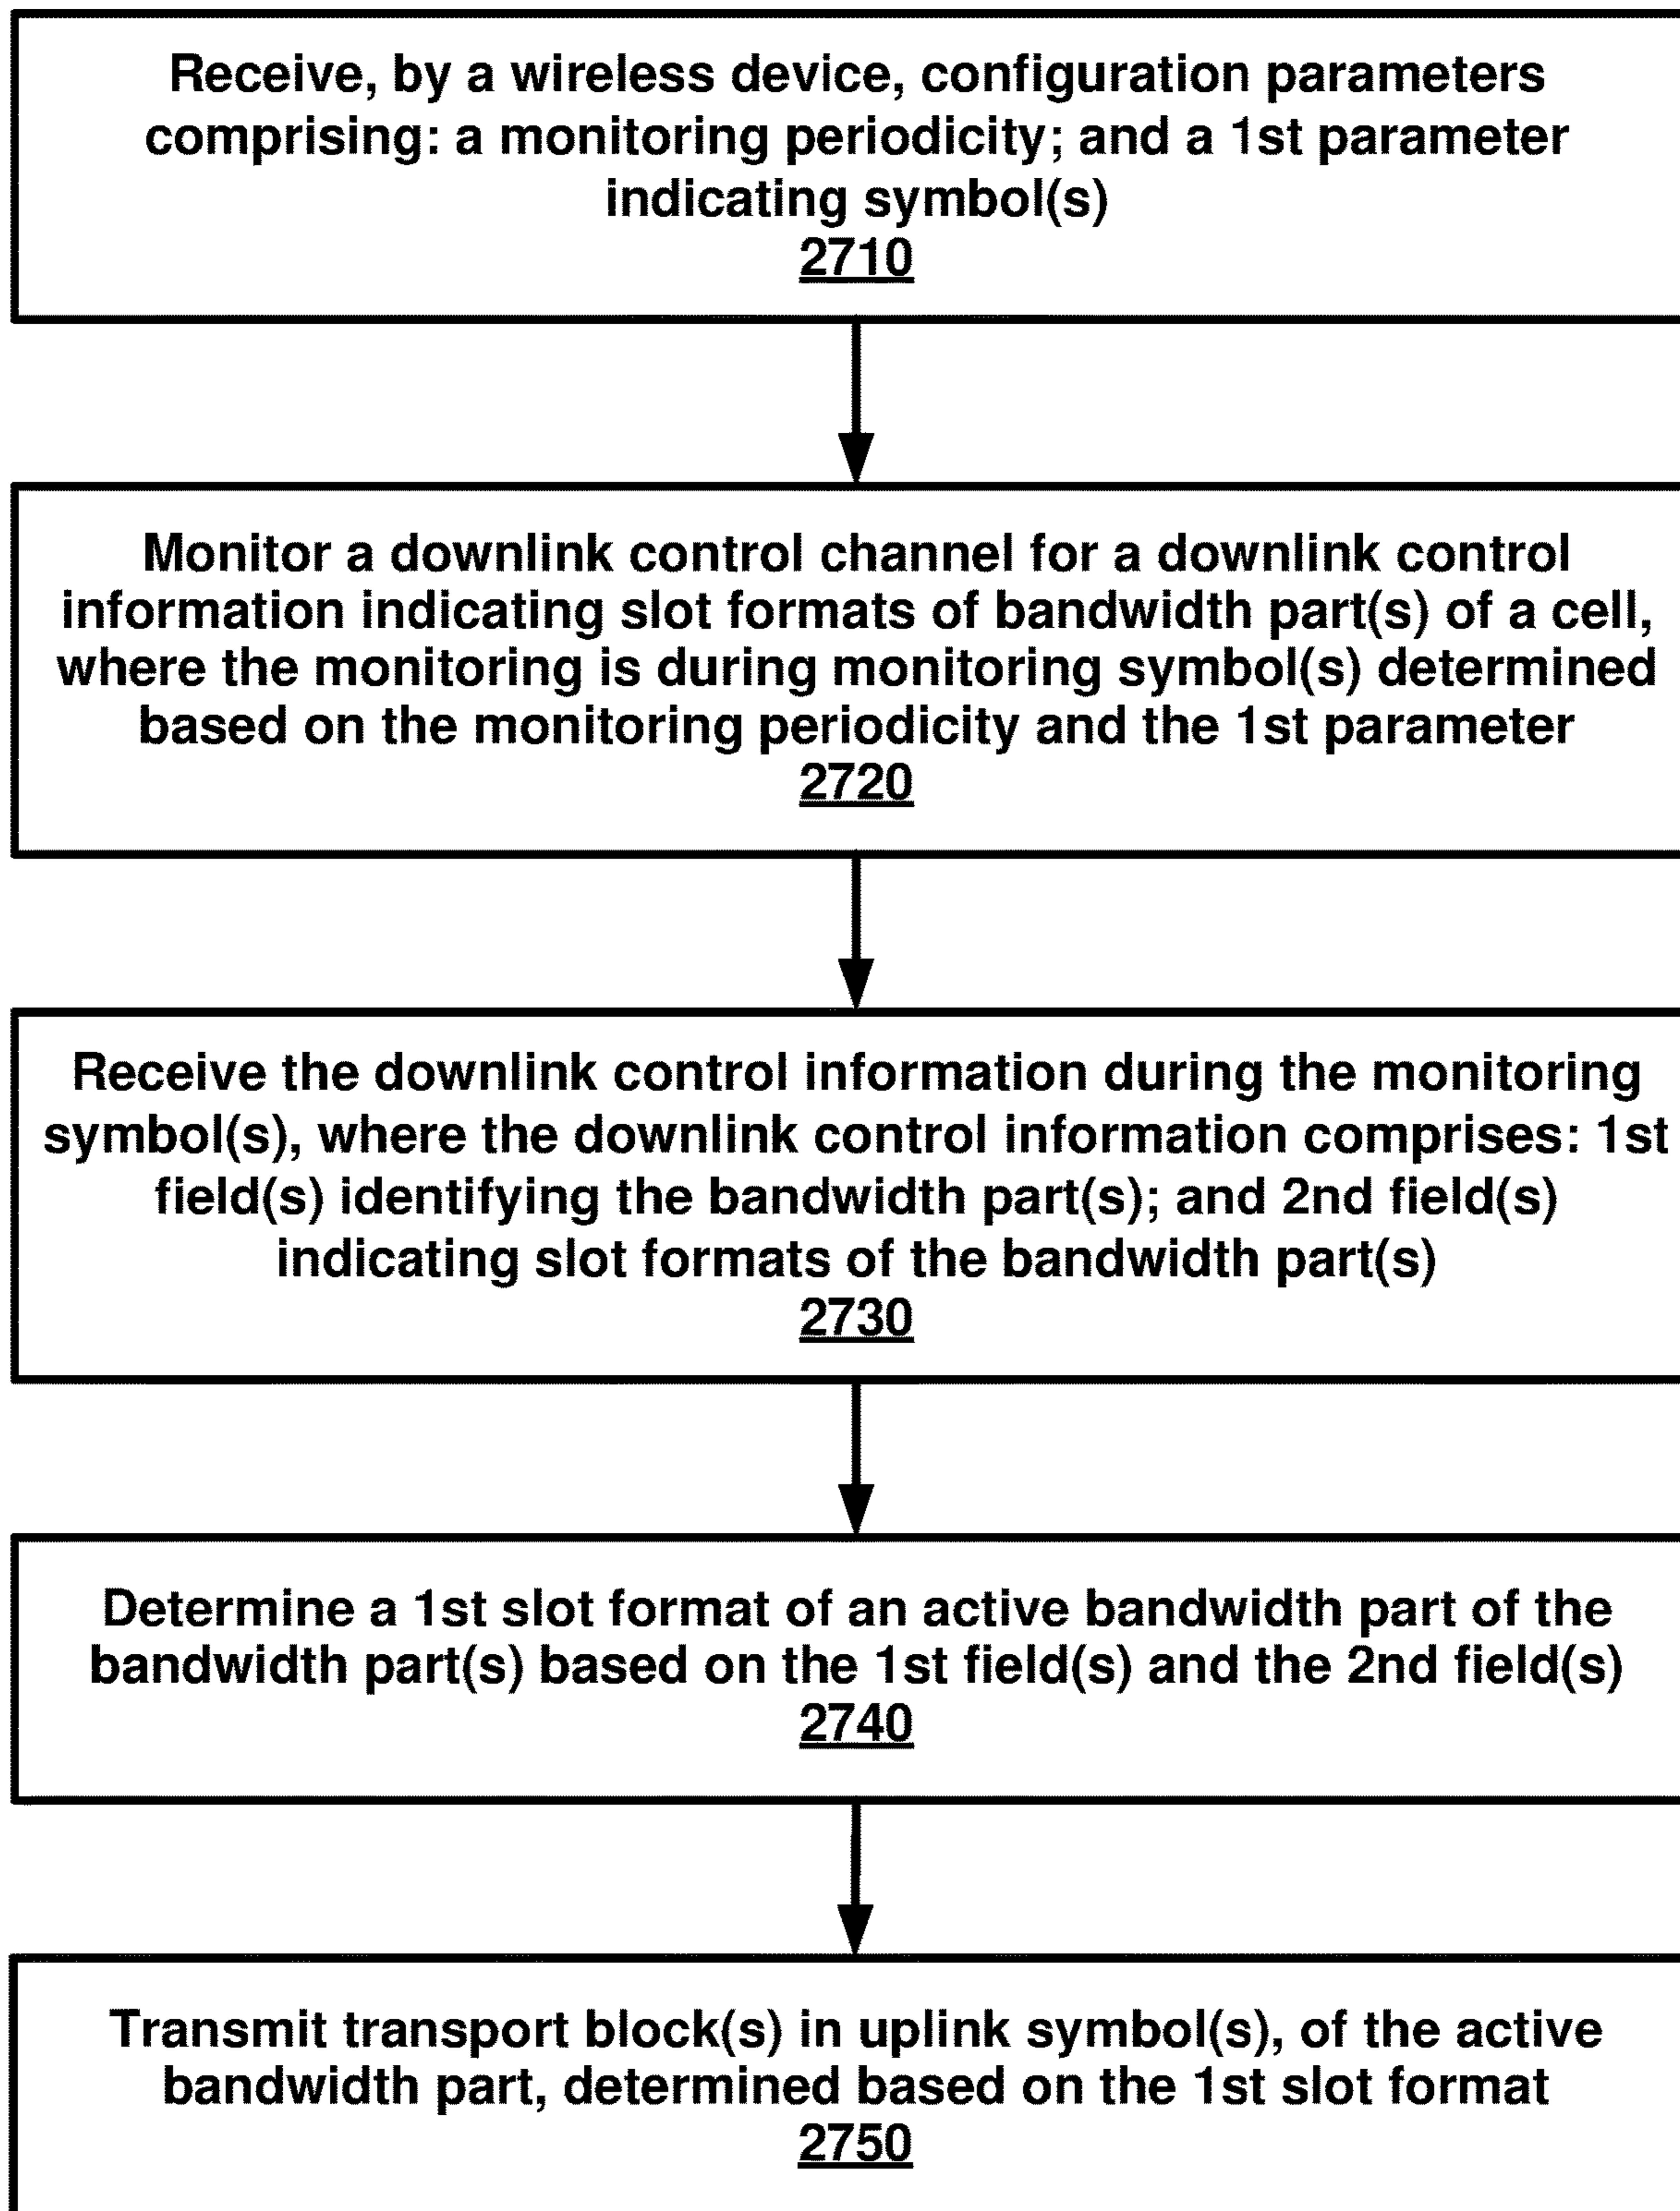 Receive, by a wireless device, configuration parameters
comprising: a monitoring periodicity; and a 1st parameter
indicating symbol(s)
2710
Monitor a downlink control channel for a downlink control
information indicating slot formats of bandwidth part(s) of a cell,
where the monitoring is during monitoring symbol(s) determined
based on the monitoring periodicity and the 1st parameter
2720
Receive the downlink control information during the monitoring
symbol(s), where the downlink control information comprises: 1st
field(s) identifying the bandwidth part(s); and 2nd field(s)
indicating slot formats of the bandwidth part(s)
2730
Determine a 1st slot format of an active bandwidth part of the
bandwidth part(s) based on the 1st field(s) and the 2nd field(s)
2740
Transmit transport block(s) in uplink symbol(s), of the active
bandwidth part, determined based on the 1st slot format
2750